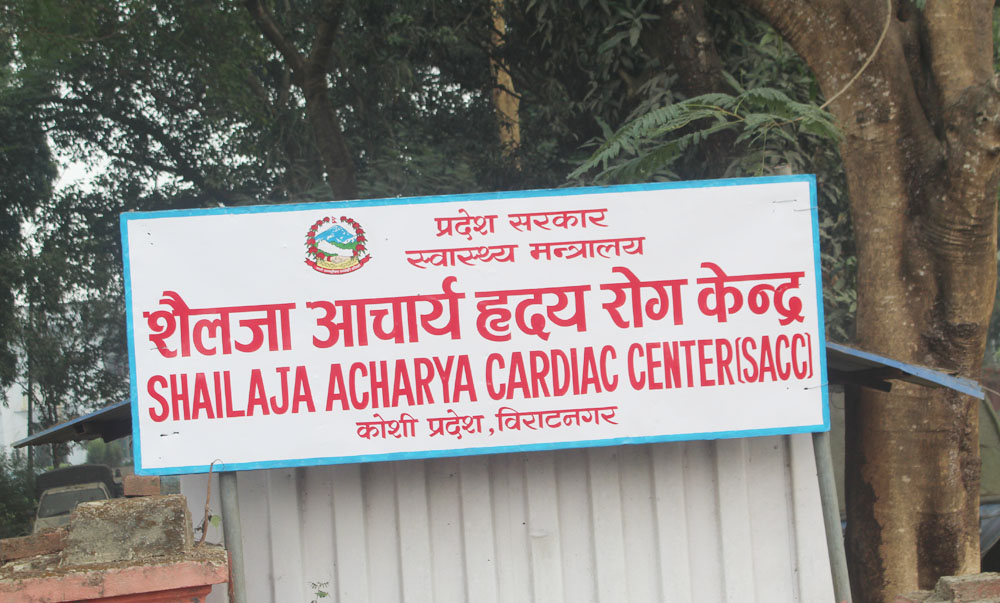 प्रदेश सरकार
स्वास्थ्य मन्त्रालय
शैलजा आचार्य हृदय रोग केन्द्र
SHAILAJA ACHARYA CARDIAC CENTER(SACC)
कोशी प्रदेश, विराटनगर